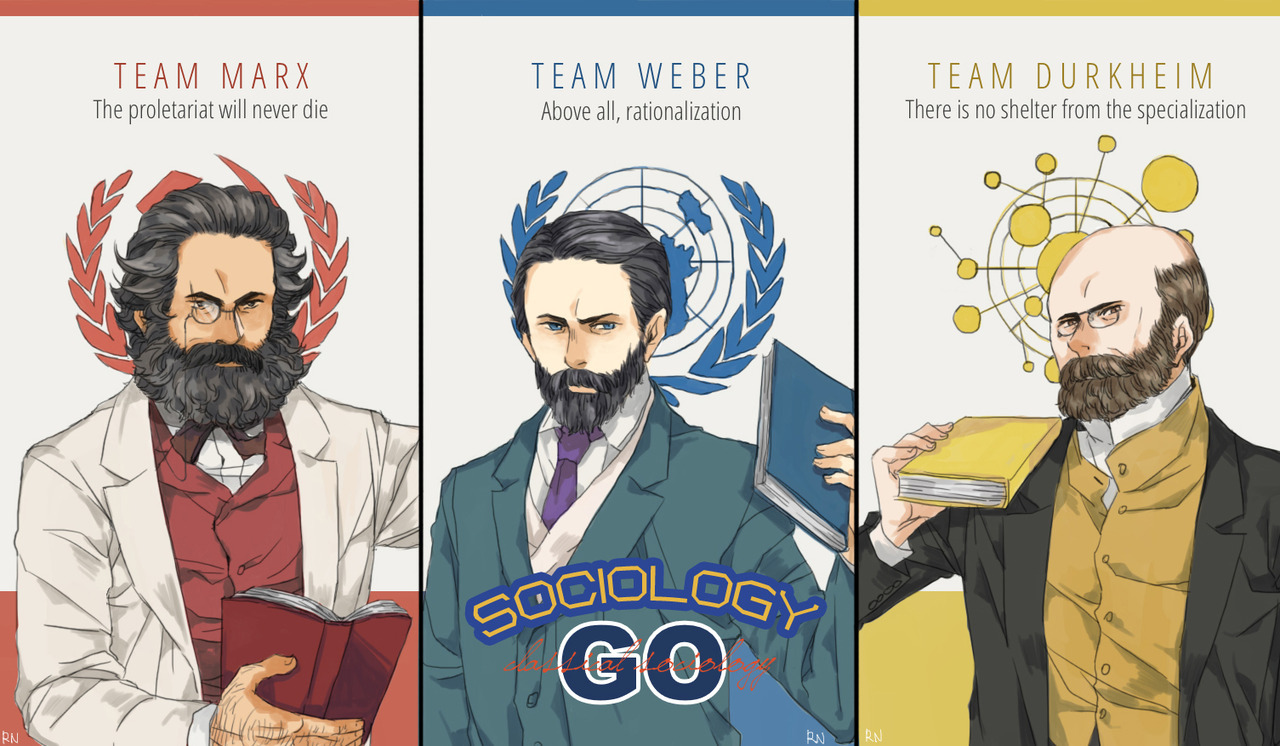 TEAM MARX
The proletariat will never die
TEAM WEBER
Above all, rationalization
TEAM DURKHEIM
There is no shelter from the specialization
SOCIOLOGY
GO
classical sociology
RN
RN
RN